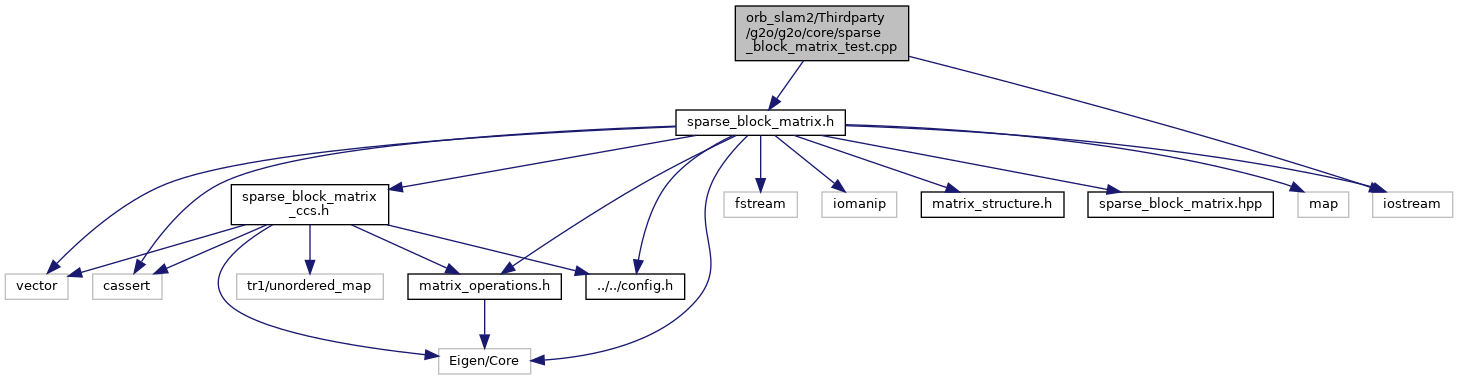 orb_slam2/Thirdparty
/g2o/g2o/core/sparse
_block_matrix_test.cpp
sparse_block_matrix.h
sparse_block_matrix
_ccs.h
fstream
iomanip
matrix_structure.h
sparse_block_matrix.hpp
map
iostream
vector
cassert
tr1/unordered_map
matrix_operations.h
../../config.h
Eigen/Core